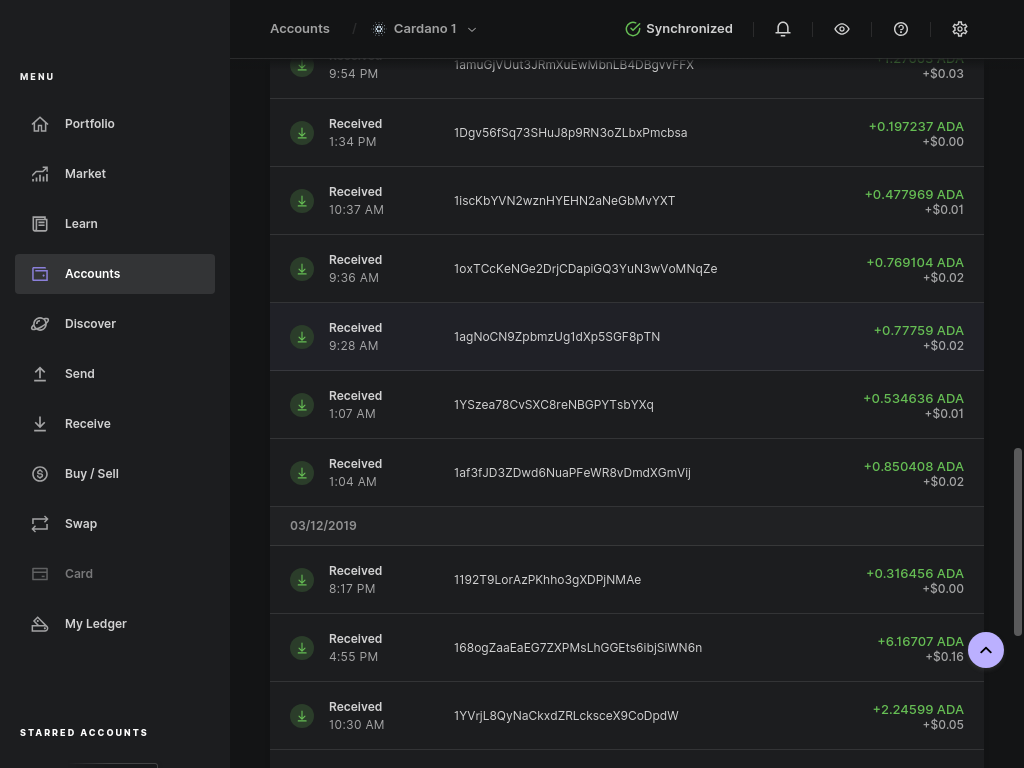 Accounts / Cardano 1 Synchronized
MENU
Portfolio
Market
Learn
Accounts
Discover
Send
Receive
Buy / Sell
Swap
Card
My Ledger
STARRED ACCOUNTS
9:54 PM
+$0.03
Received 1Dgv56fSq73SHuJ8p9RN3oZLbxPmcbsa +0.197237 ADA
1:34 PM +$0.00
Received 1iscKbYVN2wznHYEHN2aNeGbMvYXT +0.477969 ADA
10:37 AM +$0.01
Received 1oxTCcKeNGe2DrjCDapiGQ3YuN3wVoMNqZe +0.769104 ADA
9:36 AM +$0.02
Received 1agNoCN9ZpbmzUg1dXp5SGF8pTN +0.77759 ADA
9:28 AM +$0.02
Received 1YSzea78CvSXC8reNBGPYTsbYXq +0.534636 ADA
1:07 AM +$0.01
Received 1af3fJD3ZDwd6NuaPFeWR8vDmdXGmVij +0.850408 ADA
1:04 AM +$0.02
03/12/2019
Received 1192T9LorAzPKhho3gXDPjNMAe +0.316456 ADA
8:17 PM +$0.00
Received 168ogZaaEaEG7ZXPMsLhGGEts6ibjSiWN6n +6.16707 ADA
4:55 PM +$0.16
Received 1YVrjL8QyNaCkxdZRLcksceX9CoDpdW +2.24599 ADA
10:30 AM +$0.05